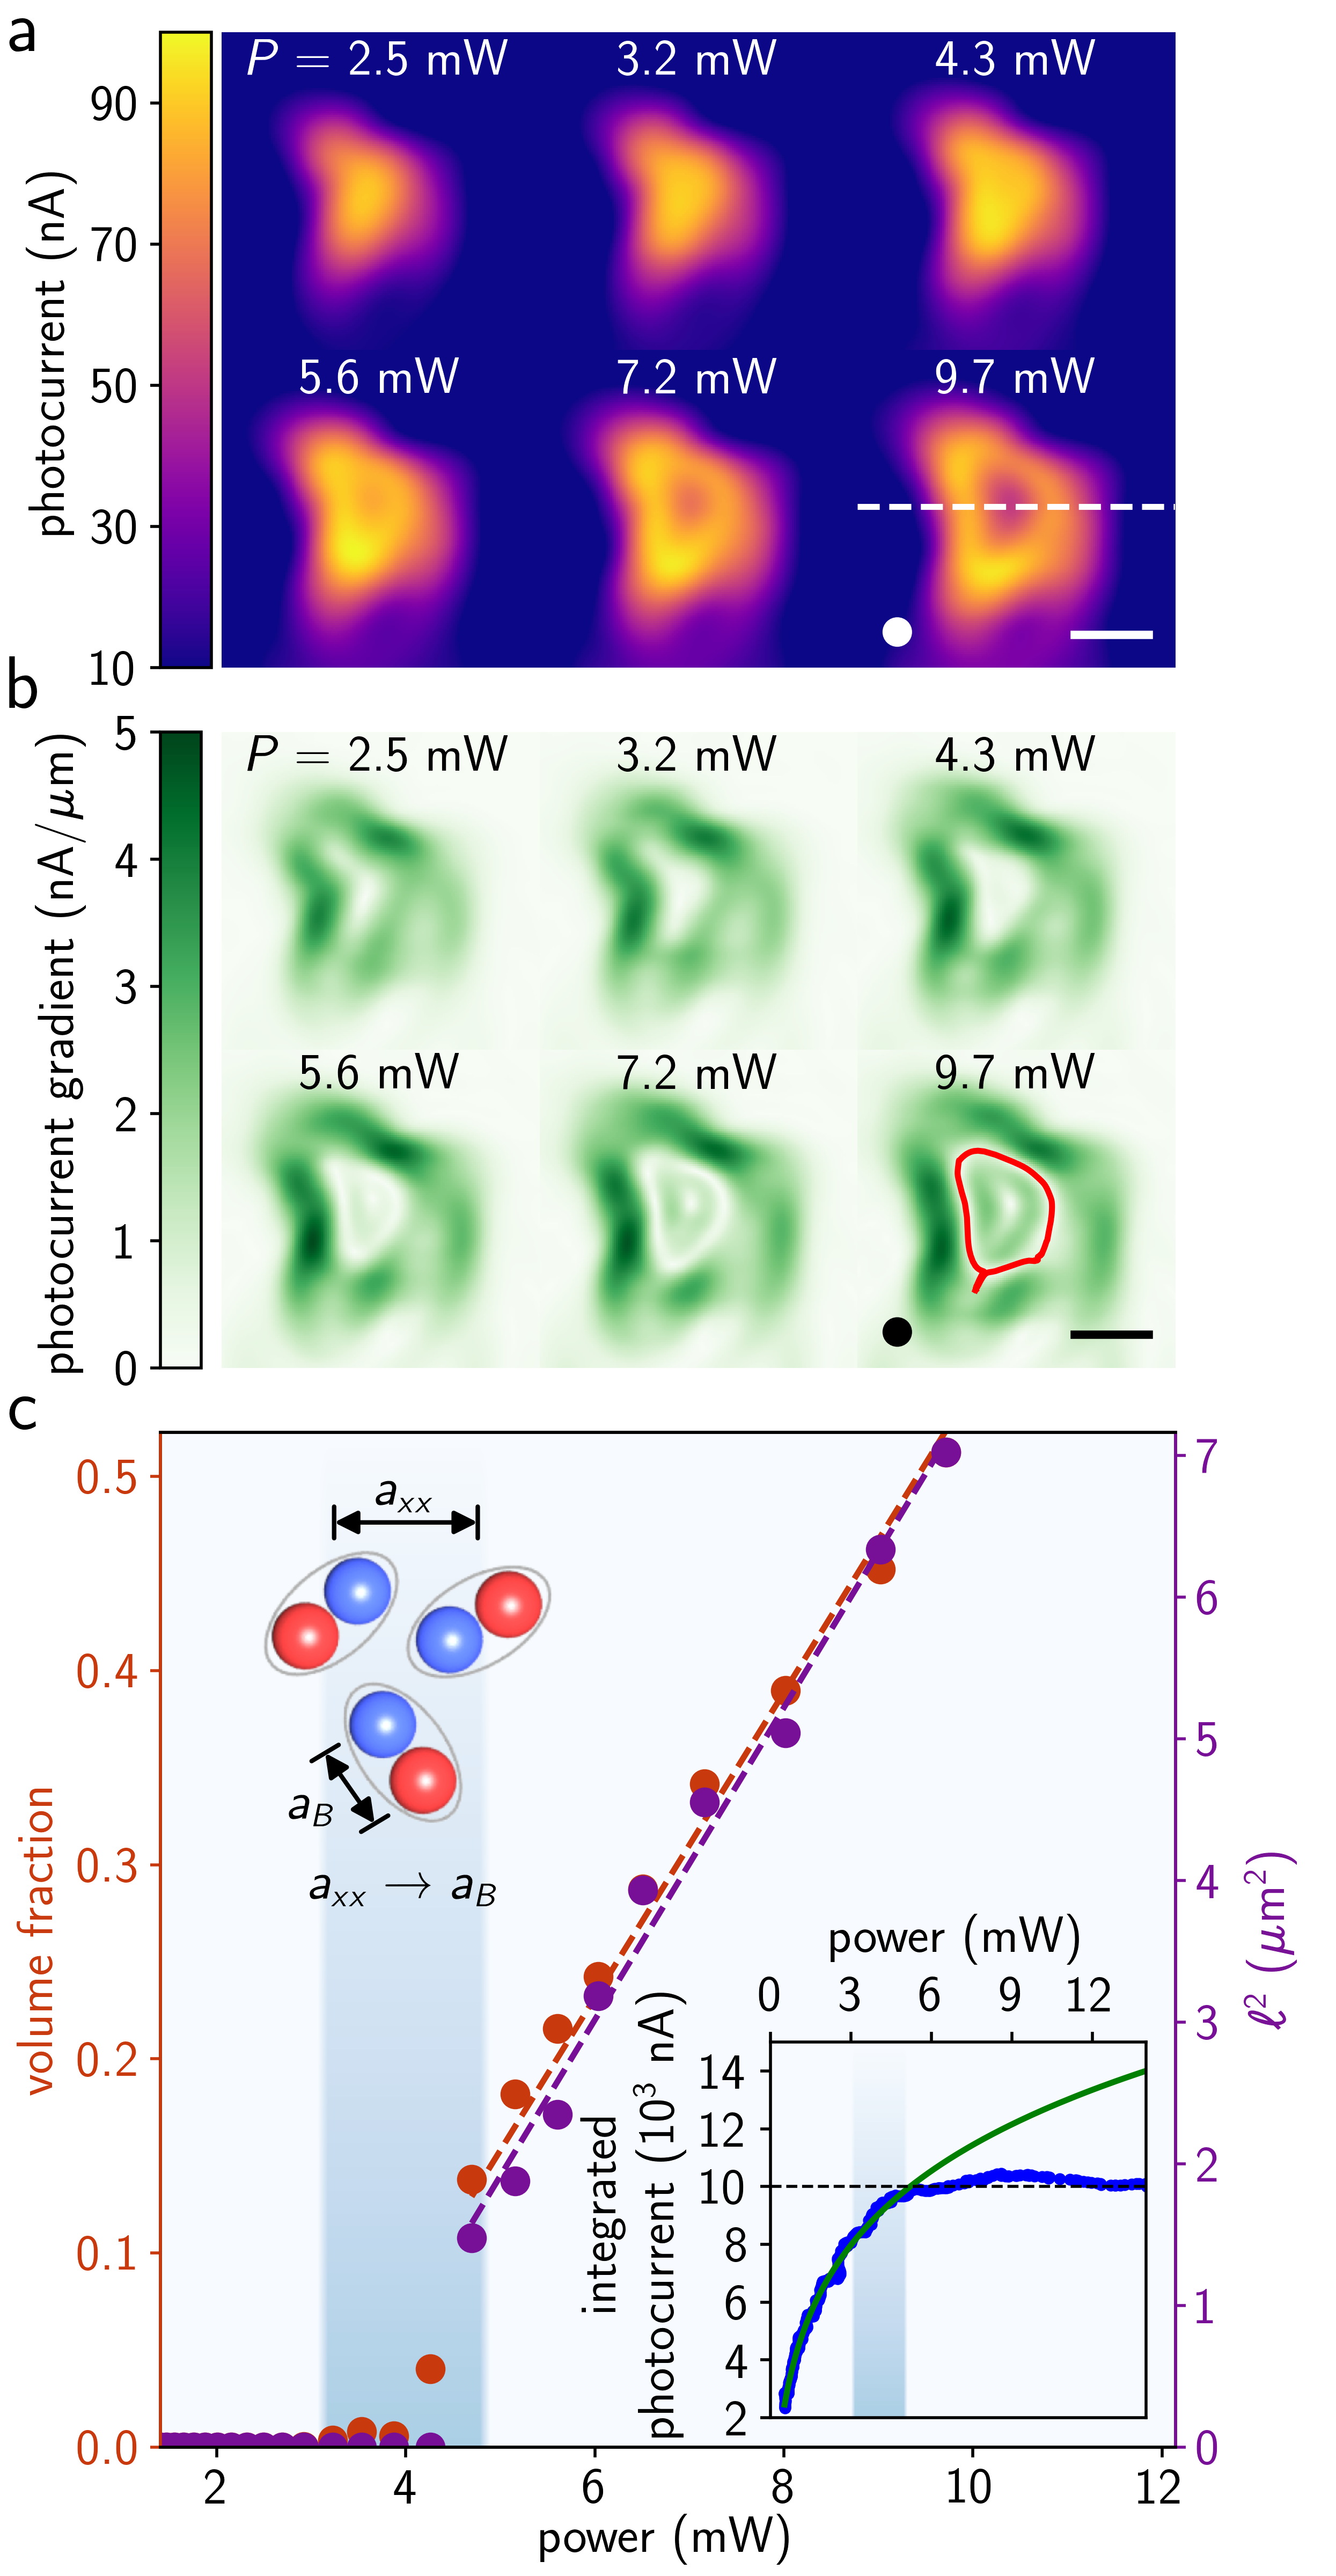 a
photocurrent (nA)
90
70
50
30
10
P = 2.5 mW
3.2 mW
4.3 mW
5.6 mW
7.2 mW
9.7 mW
b
photocurrent gradient (nA/μm)
5
4
3
2
1
0
P = 2.5 mW
3.2 mW
4.3 mW
5.6 mW
7.2 mW
9.7 mW
c
volume fraction
0.5
0.4
0.3
0.2
0.1
0.0
a_xx
a_B
a_xx → a_B
ℓ² (μm²)
7
6
5
4
3
2
1
0
power (mW)
0 3 6 9 12
integrated
photocurrent (10³ nA)
14
12
10
8
6
4
2
2 4 6 8 10 12
power (mW)